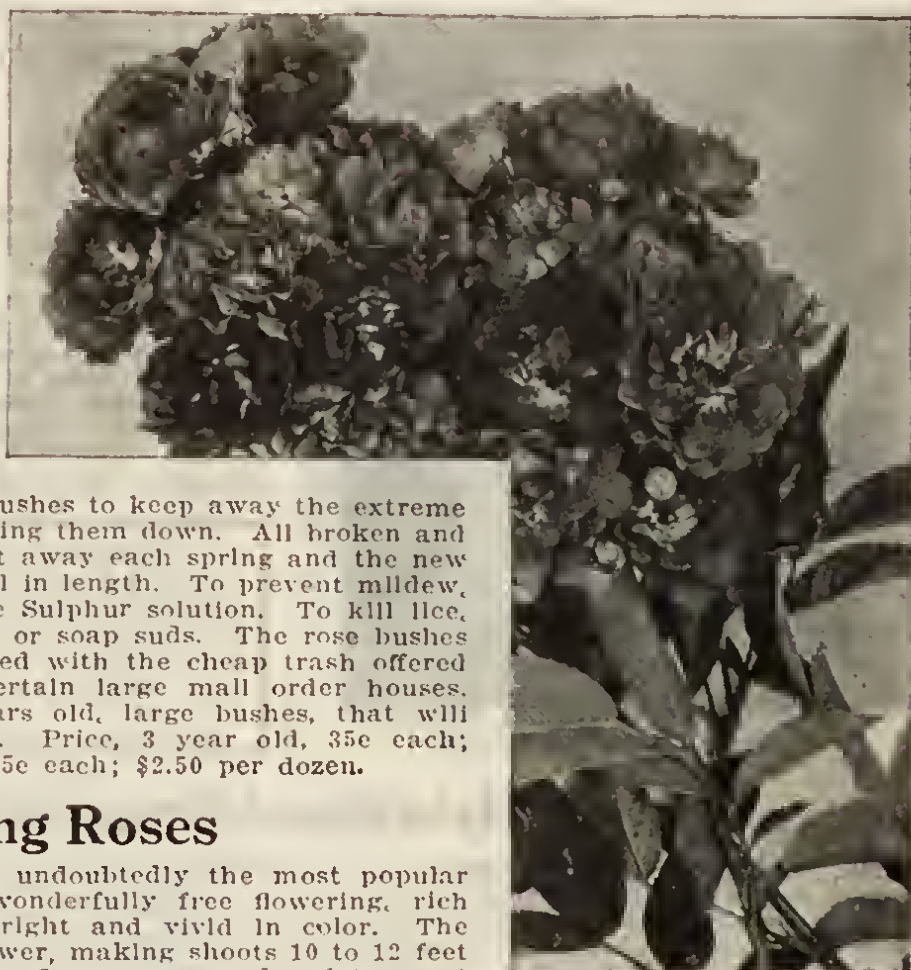 ushes to keep away the extreme
ing them down. All broken and
t away each spring and the new
l in length. To prevent mildew,
e Sulphur solution. To kill lice,
or soap suds. The rose bushes
ed with the cheap trash offered
ertain large mail order houses.
ars old, large bushes, that will
. Price, 3 year old, 35c each;
5c each; $2.50 per dozen.
ng Roses
undoubtedly the most popular
wonderfully free flowering, rich
right and vivid in color. The
wer, making shoots 10 to 12 feet